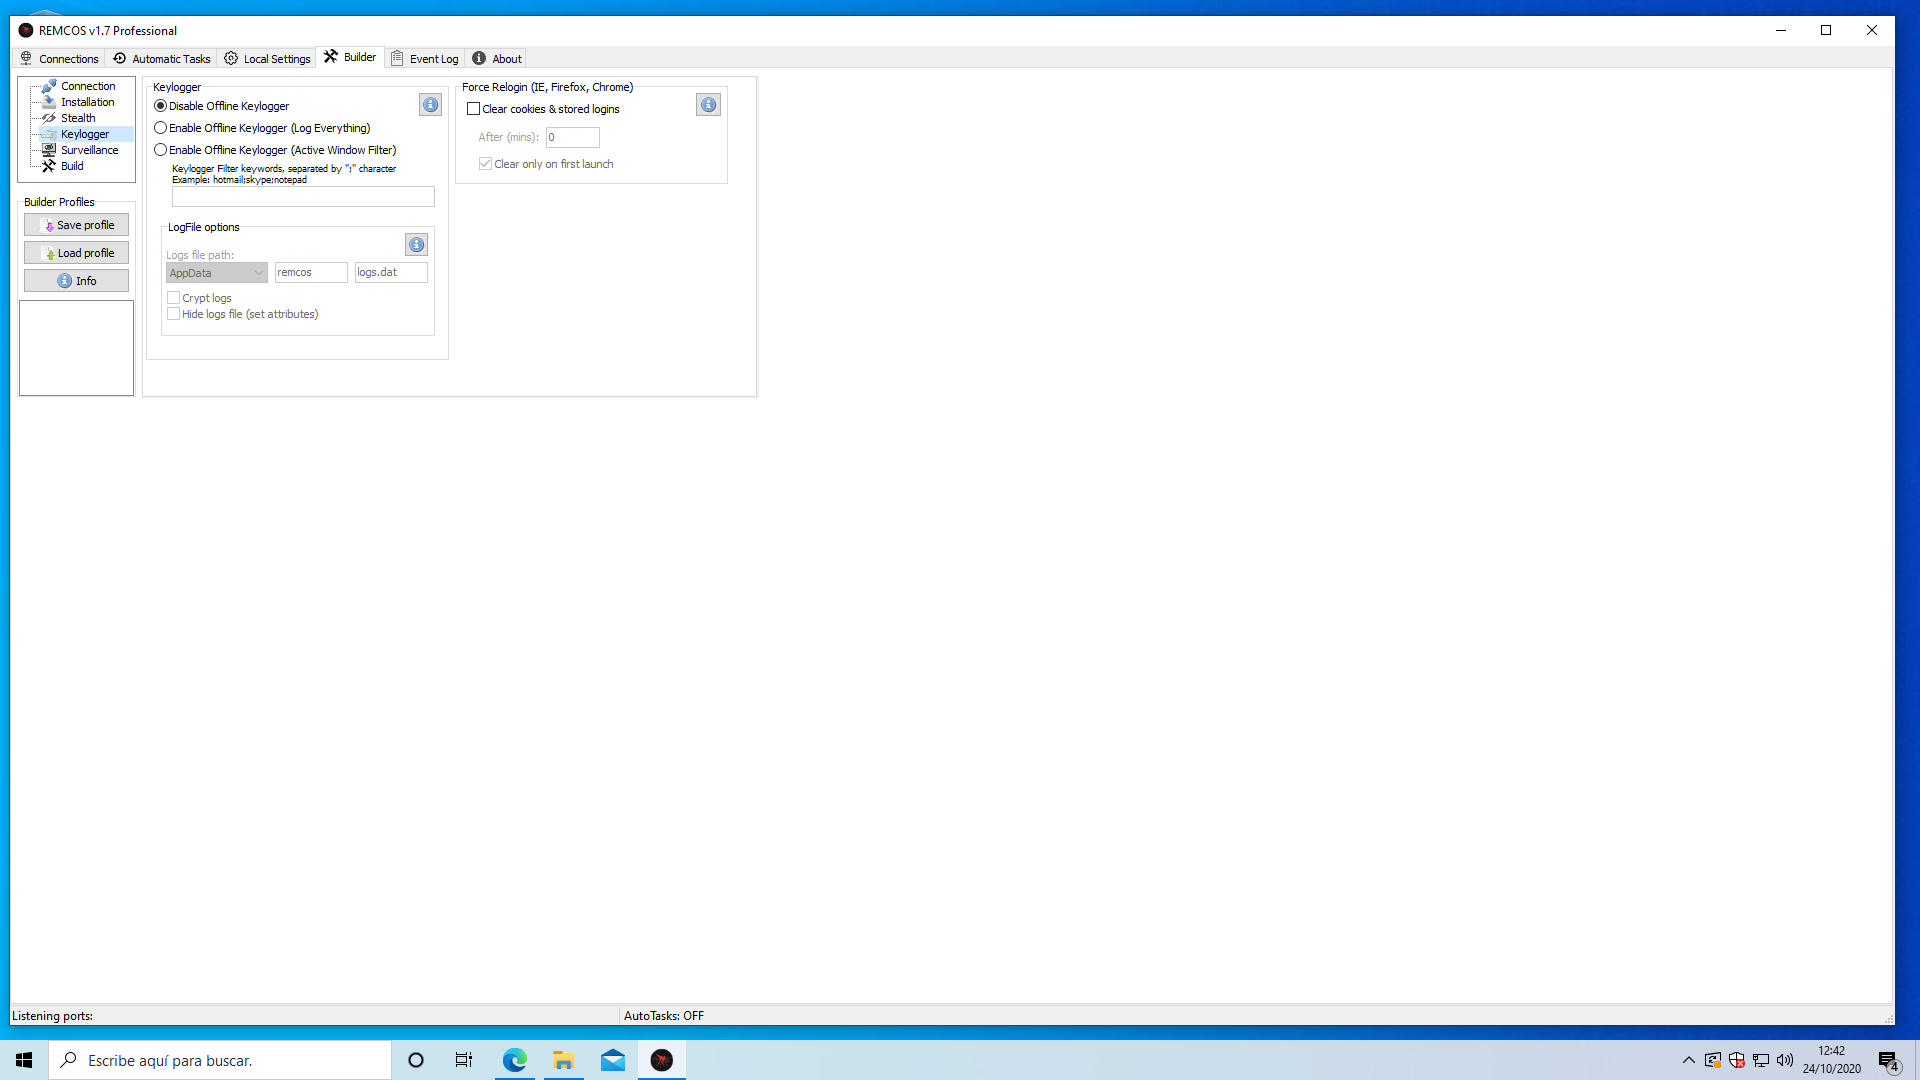 REMCOS v1.7 Professional
Connections
Automatic Tasks
Local Settings
Builder
Event Log
About
Connection
Installation
Stealth
Keylogger
Surveillance
Build
Builder Profiles
Save profile
Load profile
Info
Keylogger
Disable Offline Keylogger
Enable Offline Keylogger (Log Everything)
Enable Offline Keylogger (Active Window Filter)
Keylogger Filter keywords, separated by ";" character
Example: hotmail;skype;notepad
LogFile options
Logs file path:
AppData
remcos
logs.dat
Crypt logs
Hide logs file (set attributes)
Force Relogin (IE, Firefox, Chrome)
Clear cookies & stored logins
After (mins): 0
Clear only on first launch
Listening ports:
AutoTasks: OFF
Escribe aquí para buscar.
12:42
24/10/2020
4